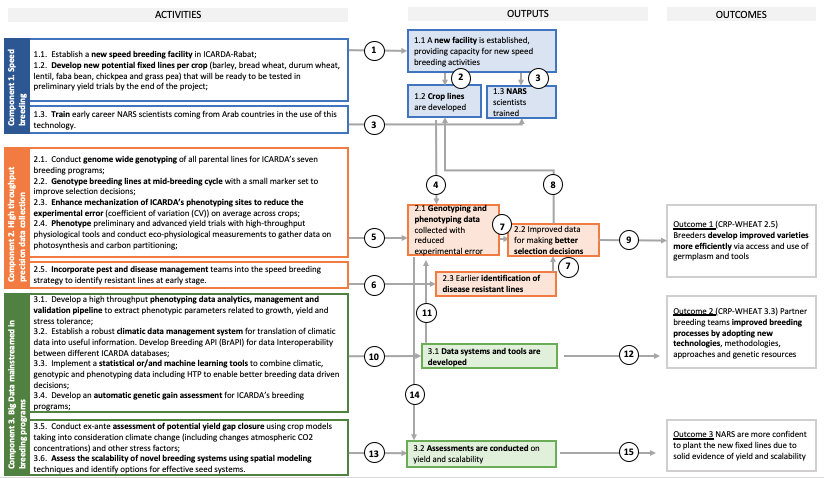 ACTIVITIES
OUTPUTS
OUTCOMES
Component 1. Speed
breeding
1.1. Establish a new speed breeding facility in ICARDA-Rabat;
1.2. Develop new potential fixed lines per crop (barley, bread wheat, durum wheat,
lentil, faba bean, chickpea and grass pea) that will be ready to be tested in
preliminary yield trials by the end of the project;
1.3. Train early career NARS scientists coming from Arab countries in the use of this
technology.
1
3
1.1 A new facility is established,
providing capacity for new speed
breeding activities
2
3
1.2 Crop lines
are developed
1.3 NARS
scientists
trained
Component 2. High throughput
precision data collection
2.1. Conduct genome wide genotyping of all parental lines for ICARDA's seven
breeding programs;
2.2. Genotype breeding lines at mid-breeding cycle with a small marker set to
improve selection decisions;
2.3. Enhance mechanization of ICARDA's phenotyping sites to reduce the
experimental error (coefficient of variation (CV)) on average across crops;
2.4. Phenotype preliminary and advanced yield trials with high-throughput
physiological tools and conduct eco-physiological measurements to gather data on
photosynthesis and carbon partitioning;
2.5. Incorporate pest and disease management teams into the speed breeding
strategy to identify resistant lines at early stage.
4
8
5
6
2.1 Genotyping and
phenotyping data
collected with
reduced
experimental error
7
2.2 Improved data
for making better
selection decisions
7
2.3 Earlier identification of
disease resistant lines
9
Outcome 1 (CRP-WHEAT 2.5)
Breeders develop improved varieties
more efficiently via access and use of
germplasm and tools
Component 3. Big Data mainstreamed in
breeding programs
3.1. Develop a high throughput phenotyping data analytics, management and
validation pipeline to extract phenotypic parameters related to growth, yield and
stress tolerance;
3.2. Establish a robust climatic data management system for translation of climatic
data into useful information. Develop Breeding API (BrAPI) for data Interoperability
between different ICARDA databases;
3.3. Implement a statistical or/and machine learning tools to combine climatic,
genotypic and phenotyping data including HTP to enable better breeding data driven
decisions;
3.4. Develop an automatic genetic gain assessment for ICARDA's breeding
programs;
3.5. Conduct ex-ante assessment of potential yield gap closure using crop models
taking into consideration climate change (including changes atmospheric CO2
concentrations) and other stress factors;
3.6. Assess the scalability of novel breeding systems using spatial modeling
techniques and identify options for effective seed systems.
10
11
3.1 Data systems and tools are
developed
12
Outcome 2 (CRP-WHEAT 3.3) Partner
breeding teams improved breeding
processes by adopting new
technologies, methodologies,
approaches and genetic resources
14
13
3.2 Assessments are conducted on
yield and scalability
15
Outcome 3 NARS are more confident
to plant the new fixed lines due to
solid evidence of yield and scalability